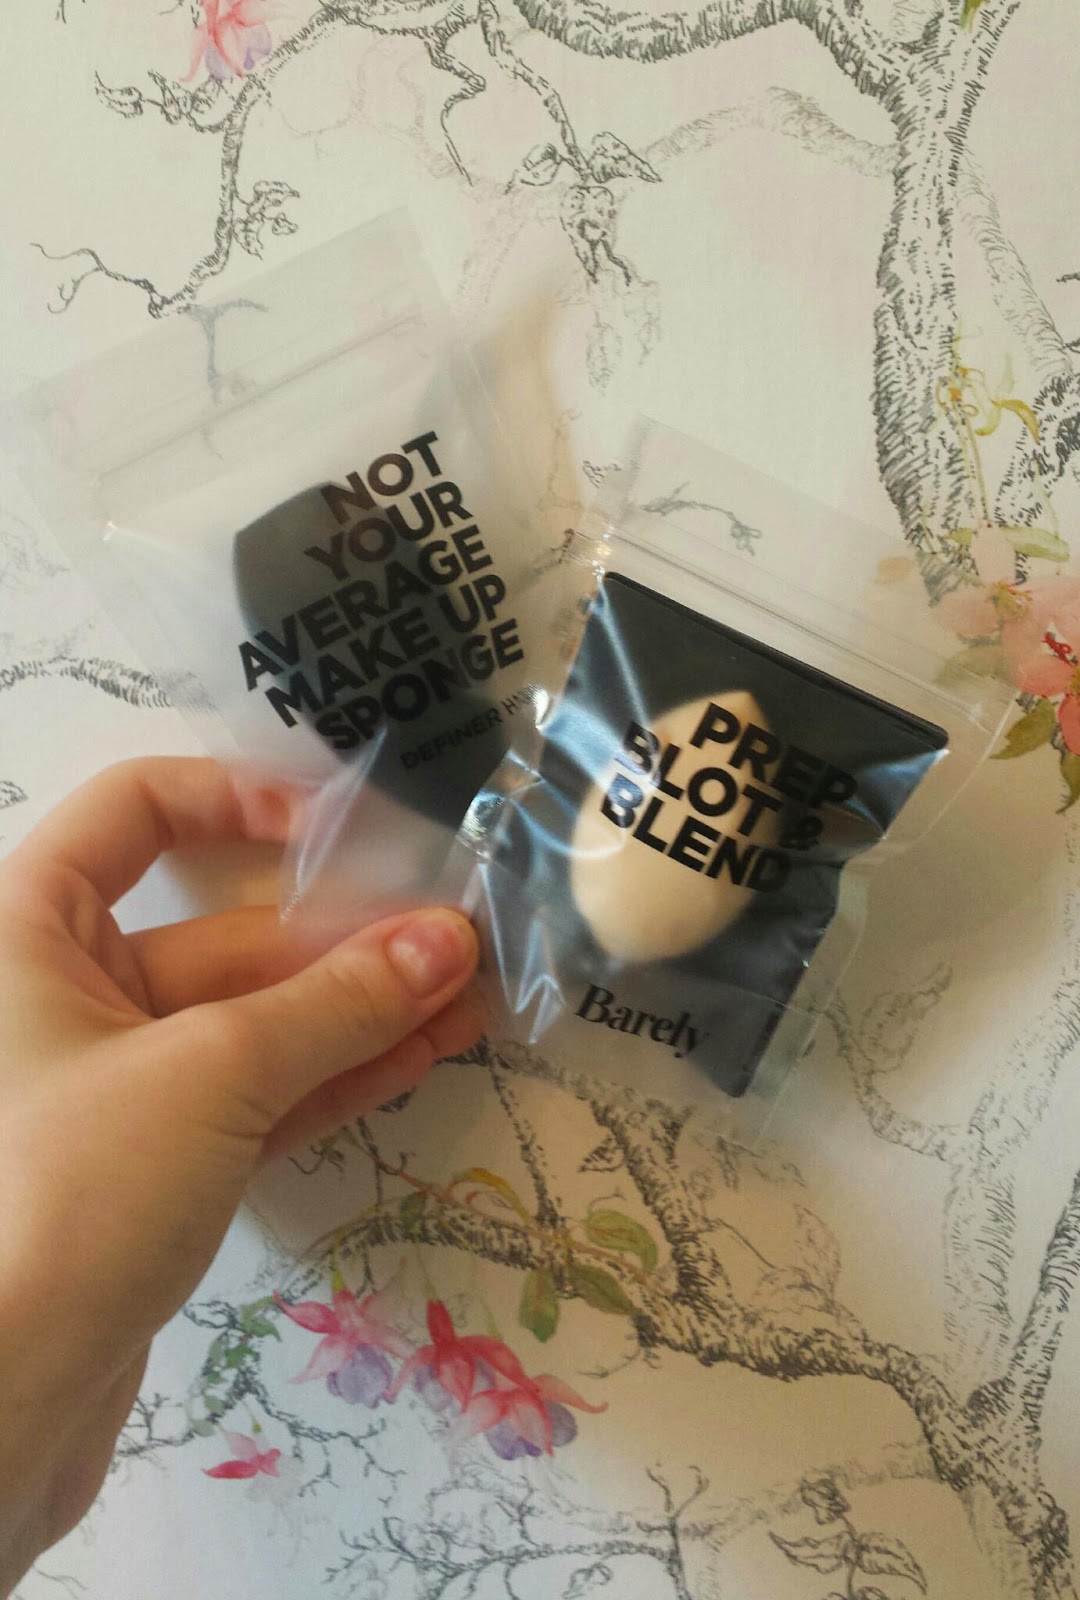 NOT
YOUR
AVERAGE
MAKE UP
SPONGE
DEFINER
PREP
BLOT &
BLEND
Barely